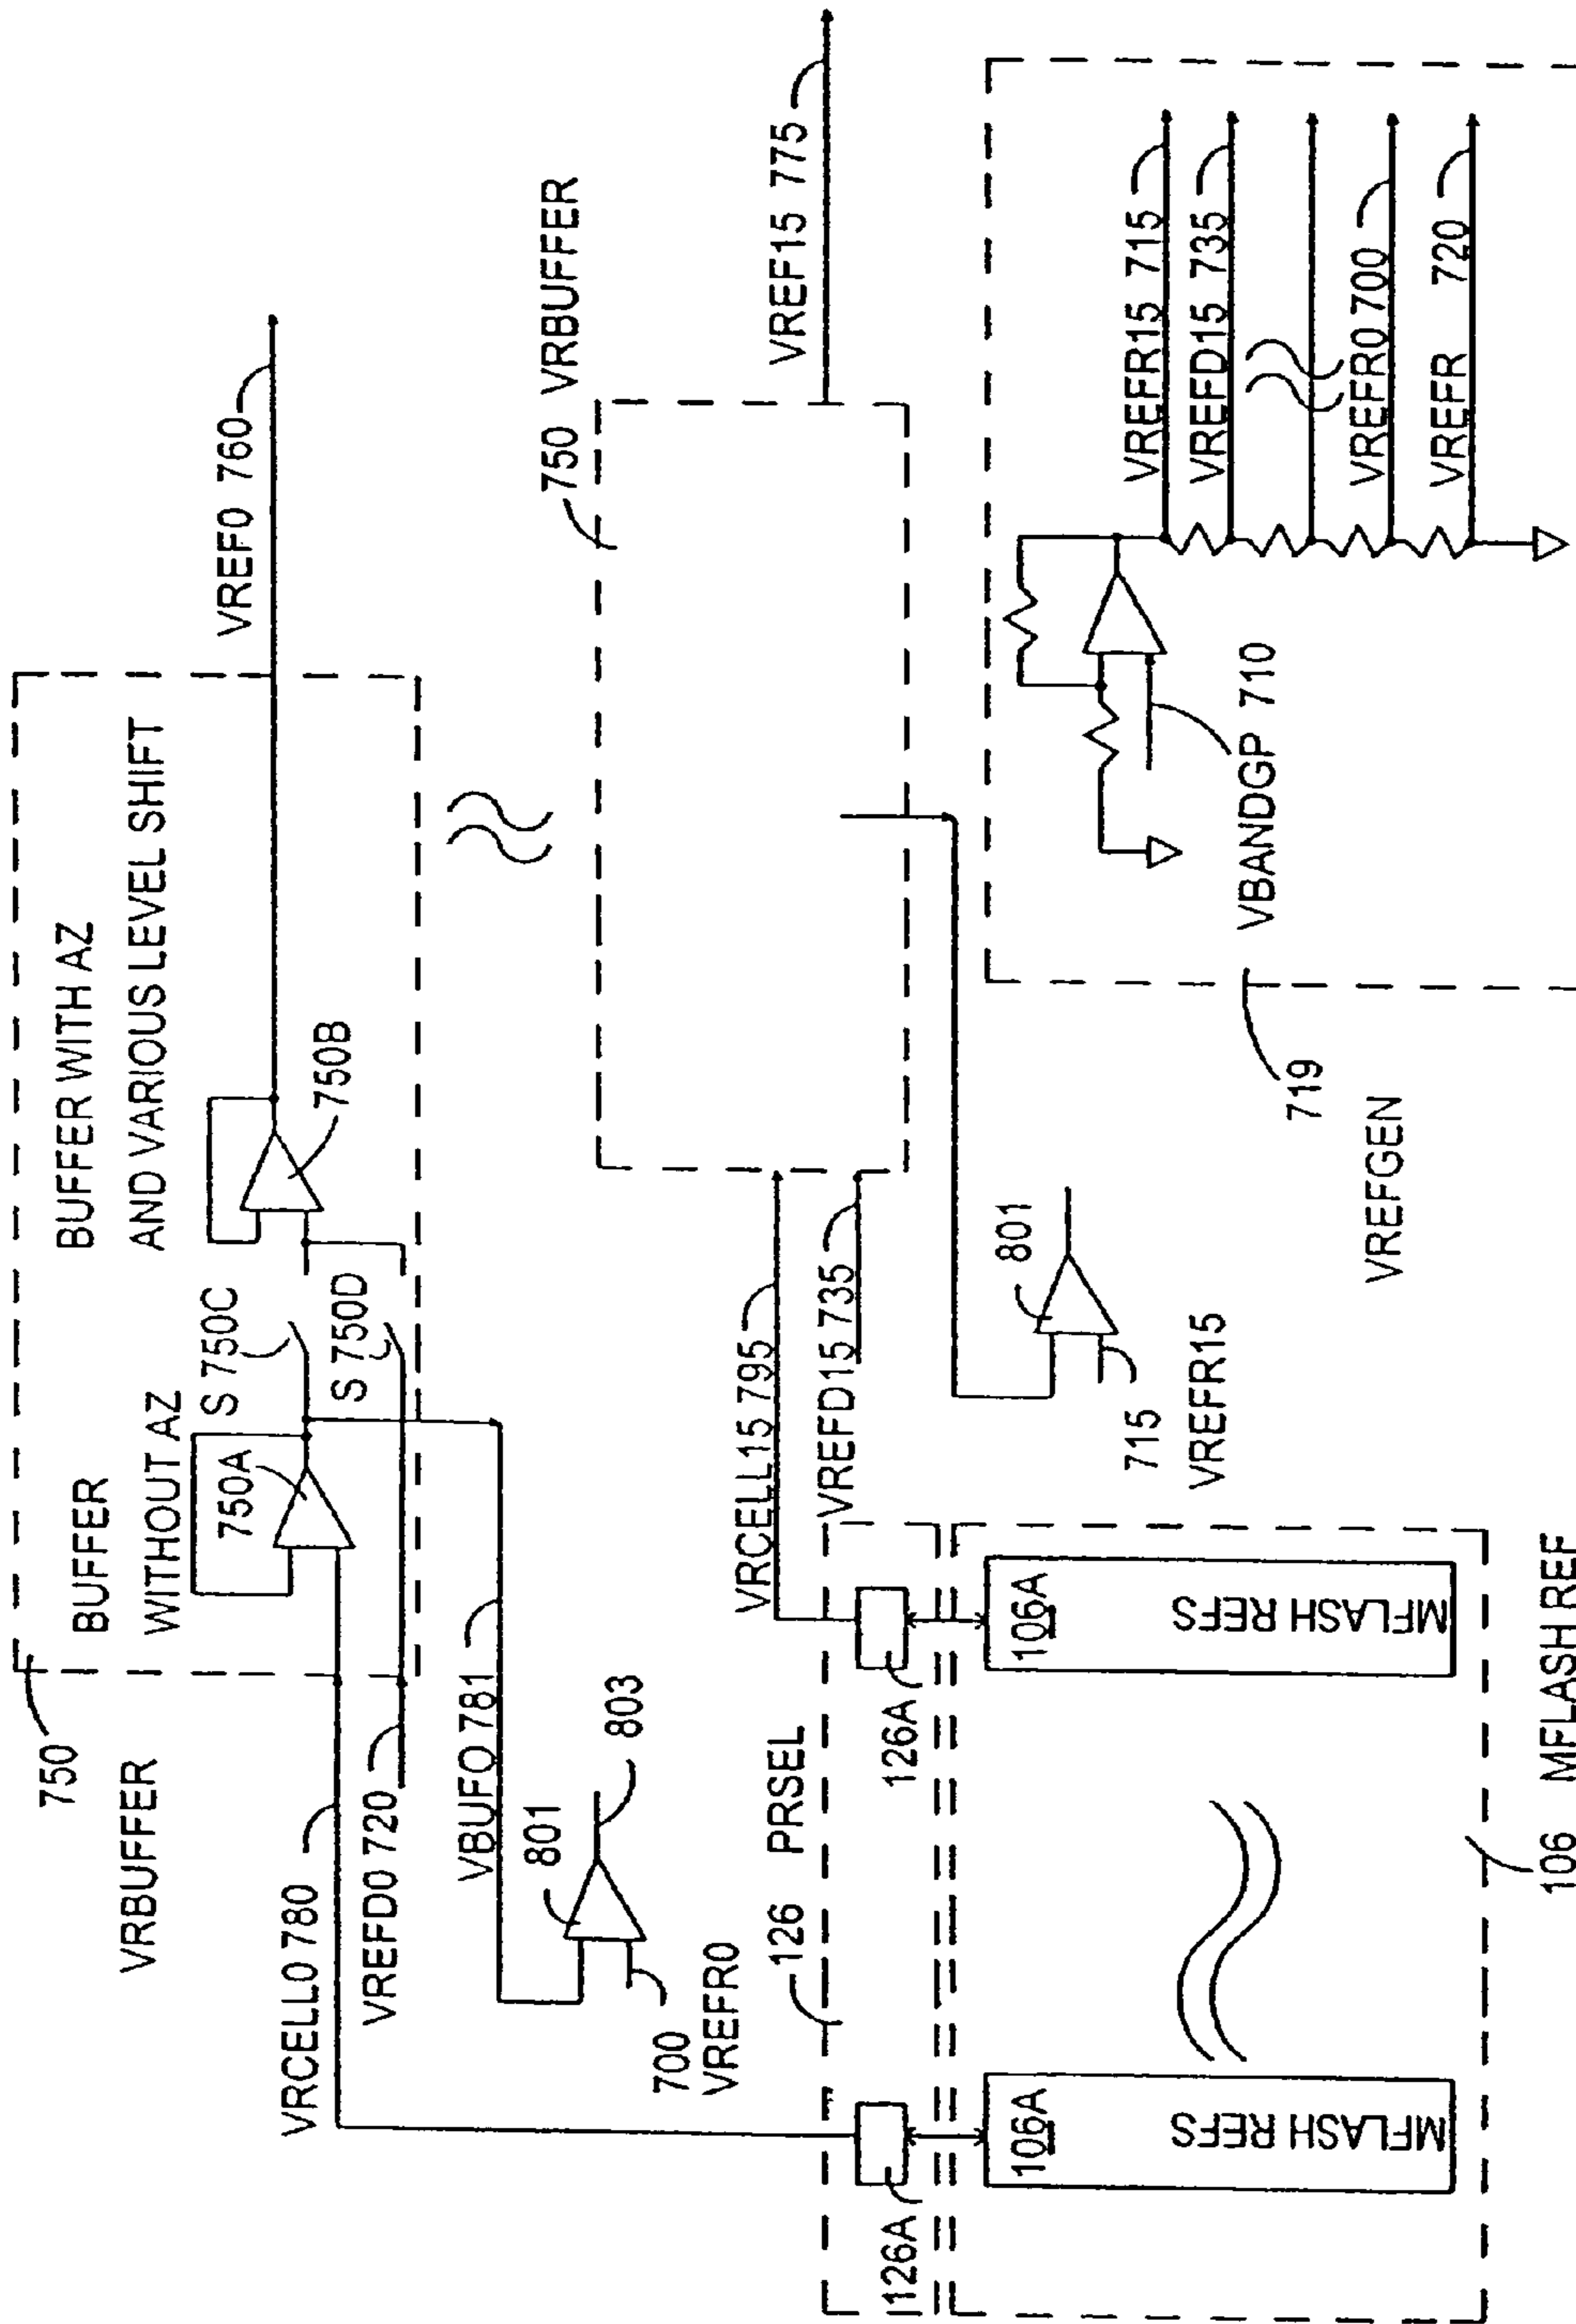 750
VRBUFFER
BUFFER
WITHOUT AZ
750A
S 750C
S 750D
BUFFER WITH AZ
AND VARIOUS LEVEL SHIFT
750B
VREF0 760
VRCELL0 780
VREFD0 720
VBUFO 781
801
803
700
VREFR0
750 VRBUFFER
VREF15 775
VRCELL15 795
VREFD15 735
801
715
VREFR15
126 PRSEL
126A
126A
106A
MFLASH REFS
106A
MFLASH REFS
106 MFLASH REF
VREFGEN
719
VBANDGP 710
VREFR15 715
VREFD15 735
VREFR0 700
VREFR 720